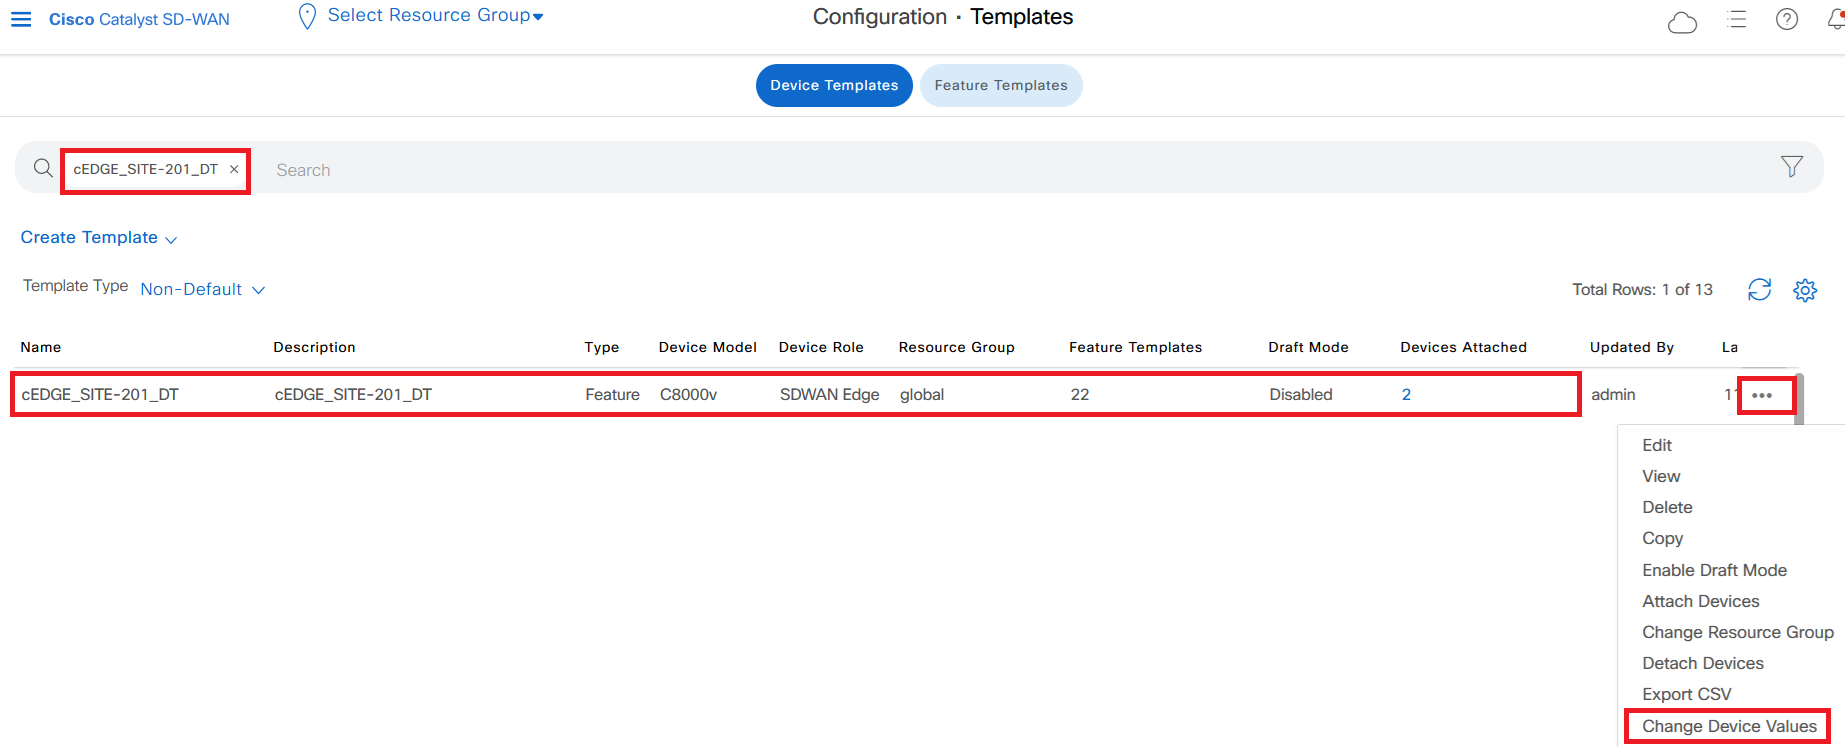 Cisco Catalyst SD-WAN Select Resource Group Configuration · Templates
Device Templates Feature Templates
cEDGE_SITE-201_DT × Search
Create Template
Template Type Non-Default Total Rows: 1 of 13
Name Description Type Device Model Device Role Resource Group Feature Templates Draft Mode Devices Attached Updated By La
cEDGE_SITE-201_DT cEDGE_SITE-201_DT Feature C8000v SDWAN Edge global 22 Disabled 2 admin •••
Edit
View
Delete
Copy
Enable Draft Mode
Attach Devices
Change Resource Group
Detach Devices
Export CSV
Change Device Values